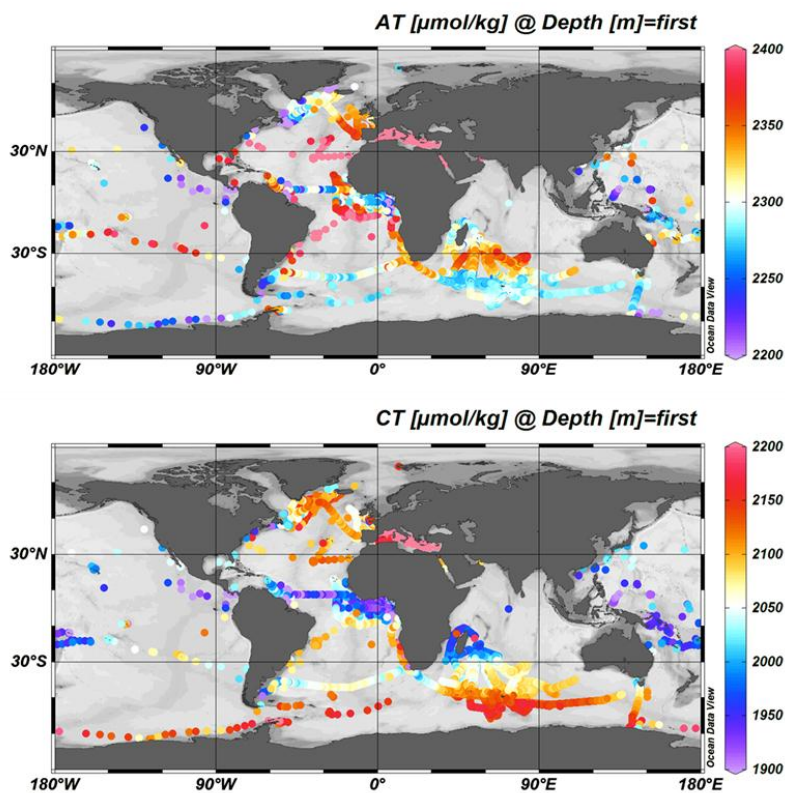 AT [µmol/kg] @ Depth [m]=first
2400
2350
30°N
2300
30°S
2250
Ocean Data View
2200
180°W 90°W 0° 90°E 180°E
CT [µmol/kg] @ Depth [m]=first
2200
2150
30°N
2100
2050
30°S
2000
1950
Ocean Data View
1900
180°W 90°W 0° 90°E 180°E